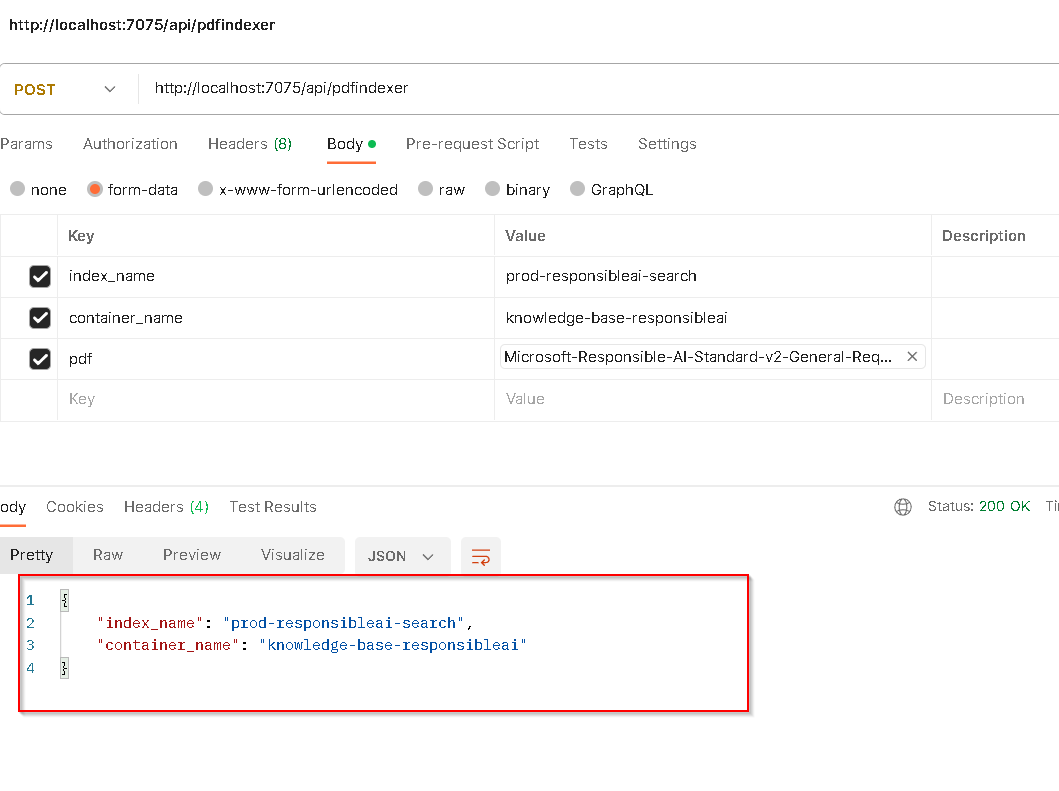 http://localhost:7075/api/pdfindexer
POST http://localhost:7075/api/pdfindexer
Params Authorization Headers (8) Body Pre-request Script Tests Settings
none form-data x-www-form-urlencoded raw binary GraphQL
Key Value Description
index_name prod-responsibleai-search
container_name knowledge-base-responsibleai
pdf Microsoft-Responsible-AI-Standard-v2-General-Req...
Key Value Description
ody Cookies Headers (4) Test Results Status: 200 OK Ti
Pretty Raw Preview Visualize JSON
1 {
2 "index_name": "prod-responsibleai-search",
3 "container_name": "knowledge-base-responsibleai"
4 }